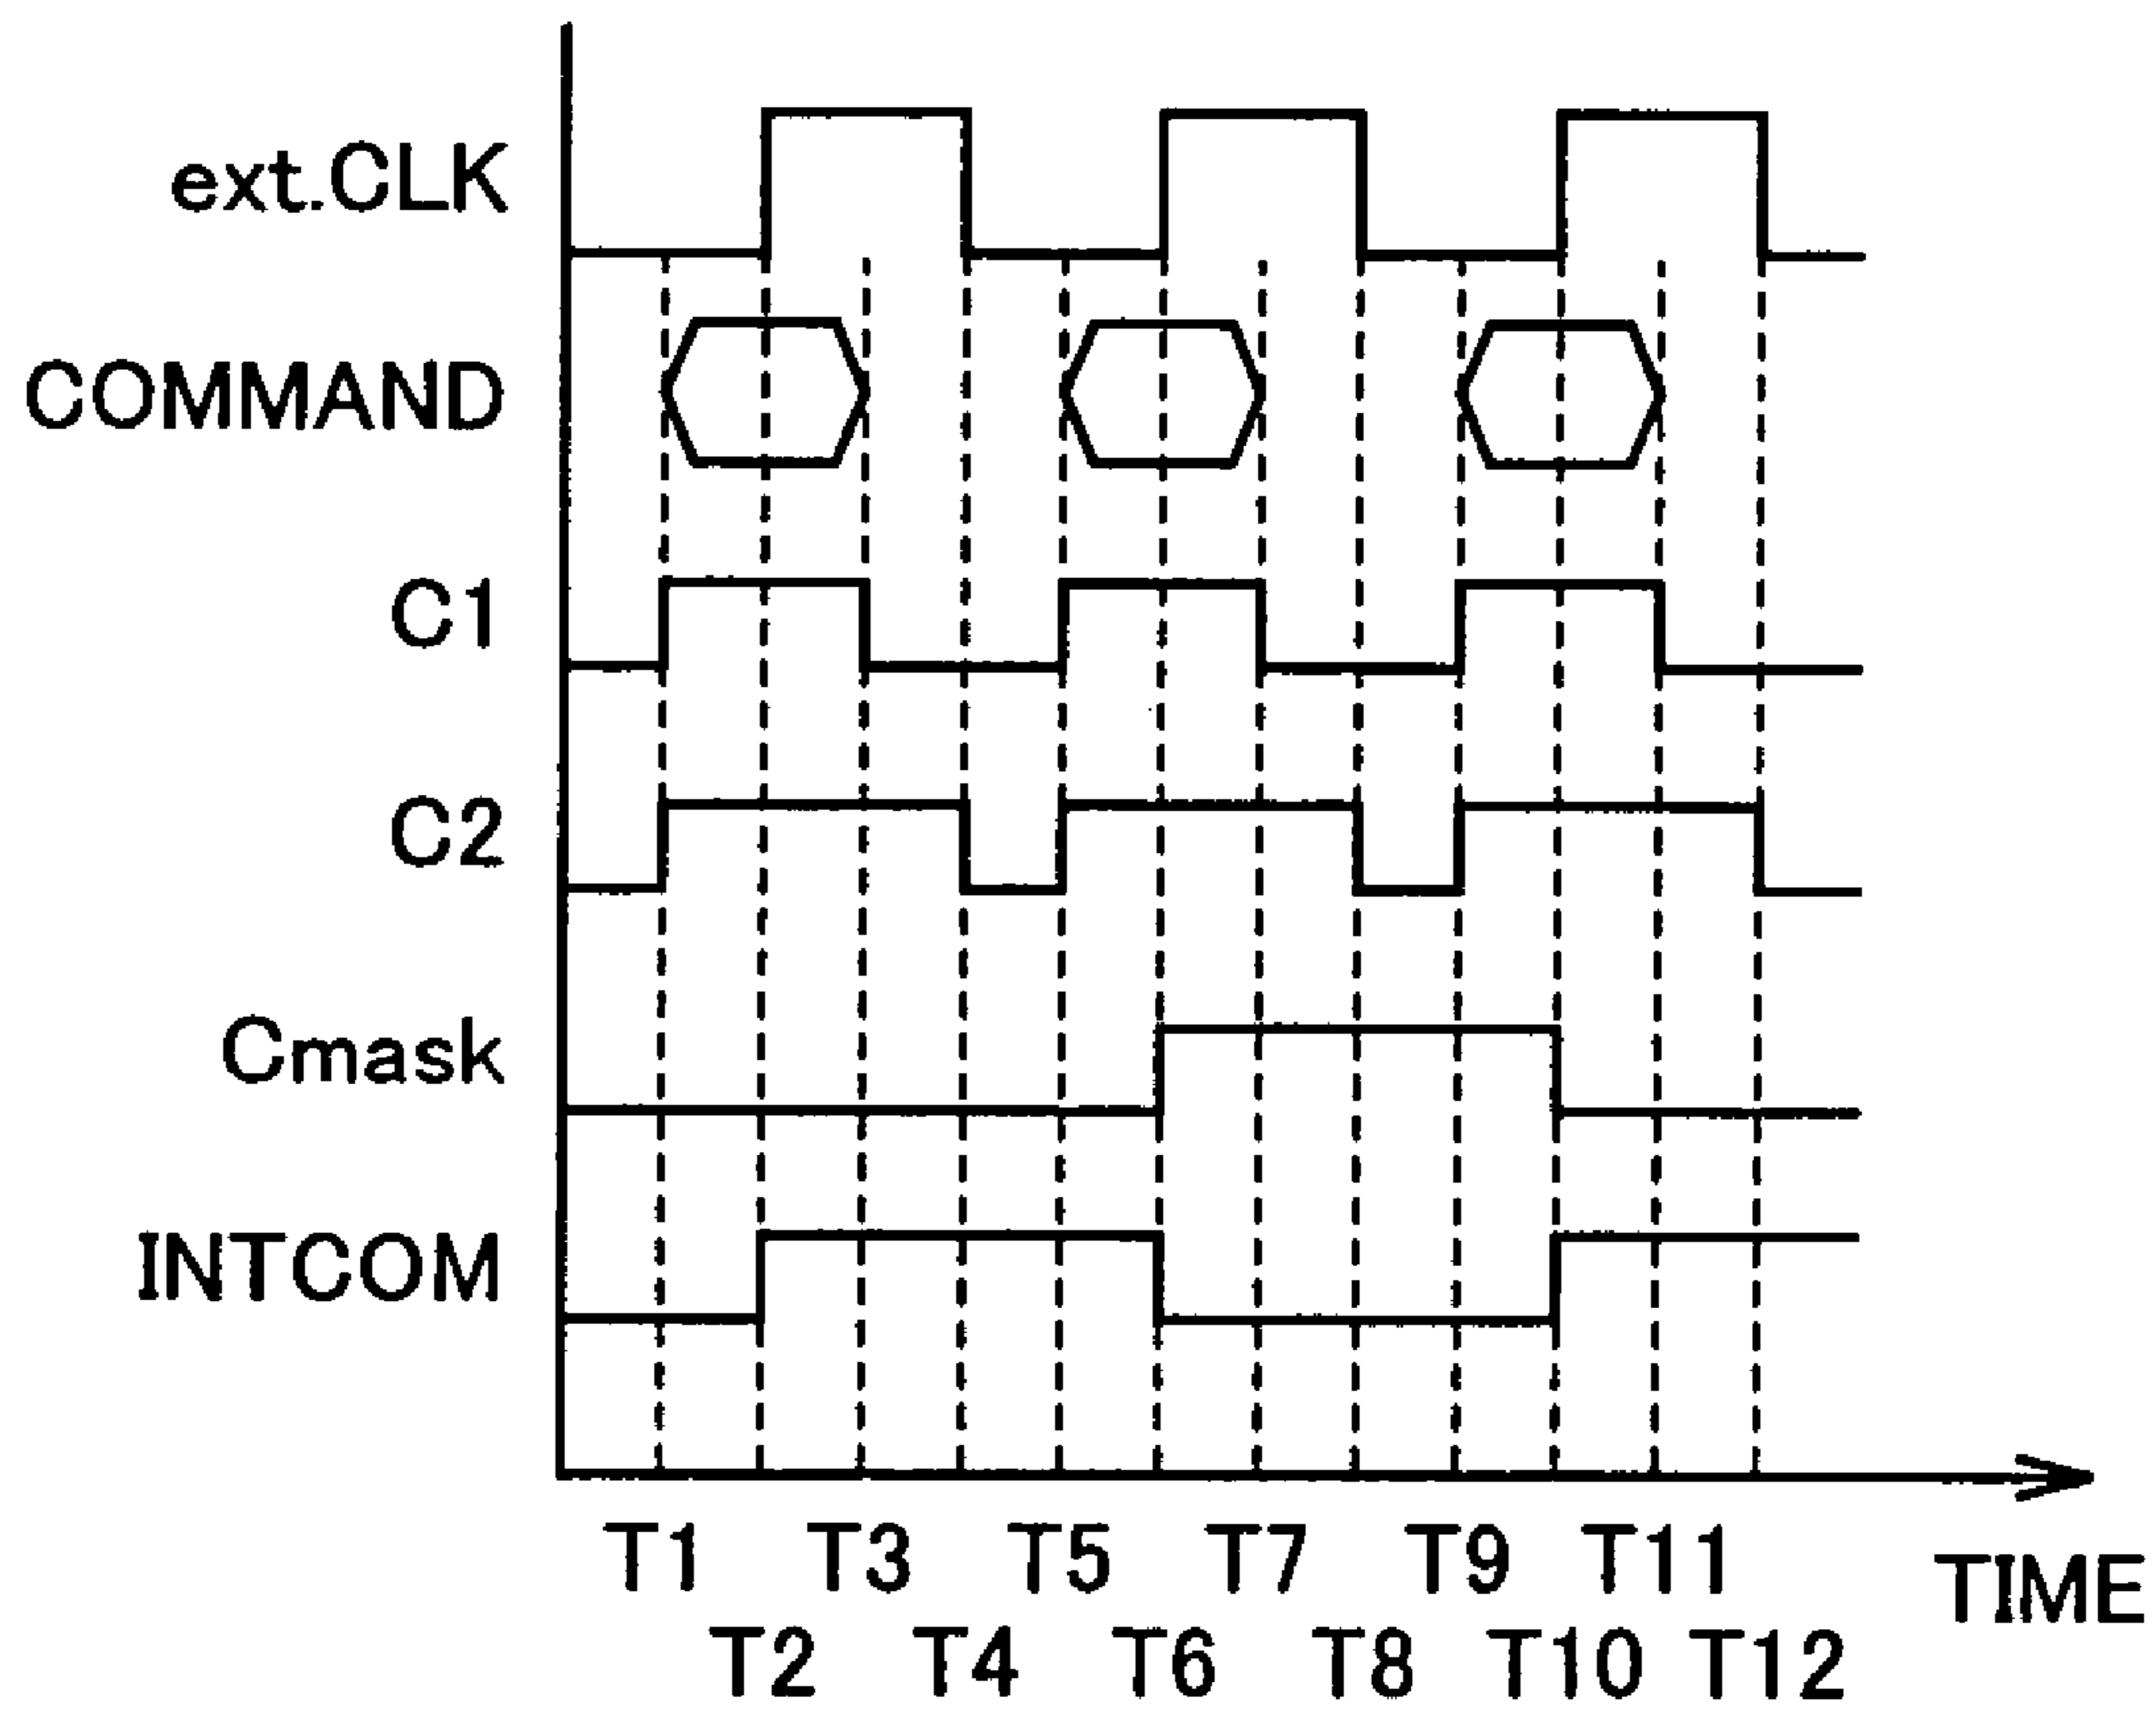 ext.CLK
COMMAND
C1
C2
Cmask
INTCOM
T1 T3 T5 T7 T9 T11 TIME
T2 T4 T6 T8 T10 T12